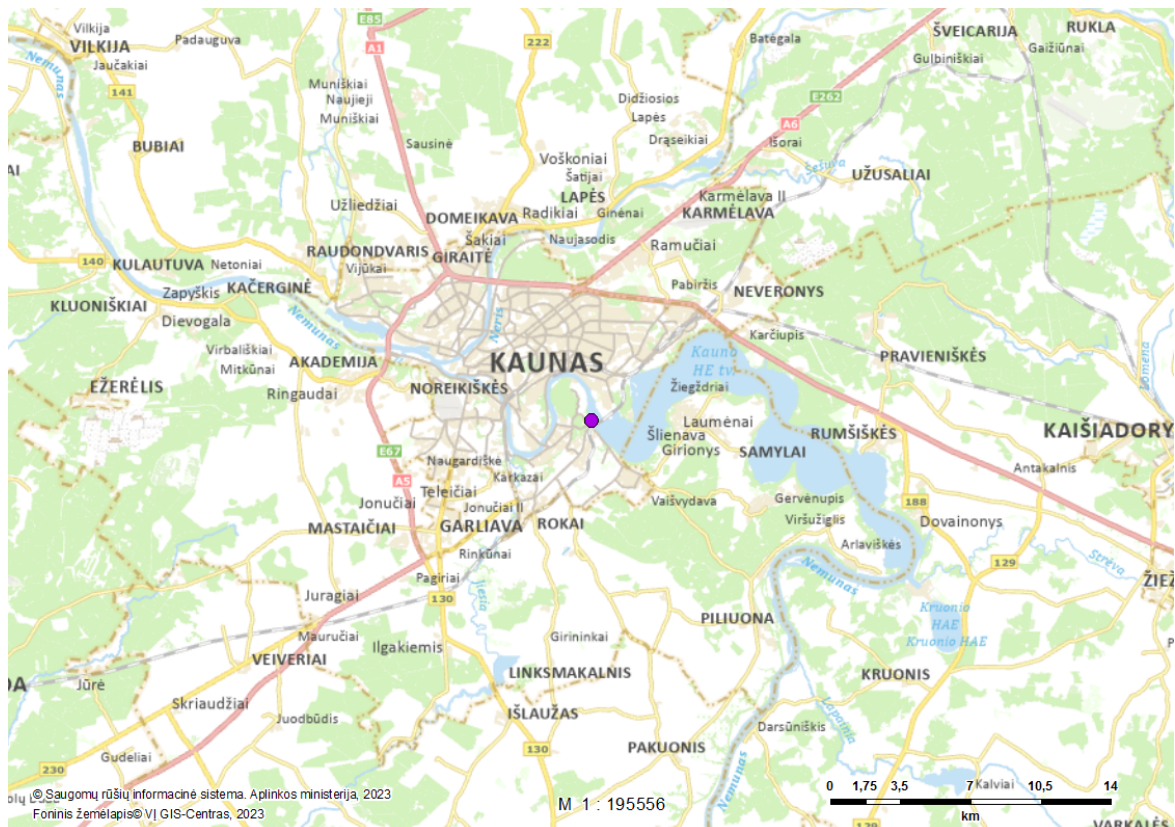 Vilkija
VILKIJA
Padauguva
Jaučakiai
Nemunas
141
BUBIAI
E85
A1
222
Muniškiai
Naujieji
Muniškiai
Sausinė
Batėgala
ŠVEICARIJA
RUKLA
Gaižiūnai
Gulbiniškiai
Didžiosios
Lapės
Drąseikiai
E262
A6
Išorai
Šešuva
UŽUSALIAI
Voškoniai
Šatijai
LAPĖS
Karmėlava II
KARMĖLAVA
Užliedžiai
DOMEIKAVA
Radikiai
Ginėnai
Šakiai
Naujasodis
Ramučiai
RAUDONDVARIS
GIRAITĖ
Vijūkai
140
KULAUTUVA
Netoniai
KAČERGINĖ
Zapyškis
KLUONIŠKIAI
Dievogala
Nemunas
Neris
Pabiržis
NEVERONYS
Karčiupis
Virbališkiai
Mitkūnai
AKADEMIJA
KAUNAS
Kauno
HE tv.
PRAVIENIŠKĖS
Lomena
EŽERĖLIS
Ringaudai
NOREIKIŠKĖS
Žiegždriai
Laumėnai
Šlienava
Girionys
SAMYLAI
RUMŠIŠKĖS
KAIŠIADORY
E67
A5
Naugardiškė
Karkazai
Teleičiai
Jonučiai
Jonučiai II
Antakalnis
MASTAIČIAI
GARLIAVA
ROKAI
Vaišvydava
Gervėnupis
Viršužiglis
188
Dovainonys
Arlaviškės
Rinkūnai
Pagiriai
130
Jiesia
Nemunas
129
Strėva
ŽIEŽ
Juragiai
Mauručiai
Ilgakiemis
Girininkai
PILIUONA
Kruonio
HAE
Kruonio HAE
VEIVERIAI
LINKSMAKALNIS
KRUONIS
Jūrė
Skriaudžiai
Juodbūdis
IŠLAUŽAS
Lapainia
Darsūniškis
PAKUONIS
130
Gudeliai
230
Nemunas
Kalviai
129
VARKALĖS
© Saugomų rūšių informacinė sistema. Aplinkos ministerija, 2023
Foninis žemėlapis© VĮ GIS-Centras, 2023
M 1 : 195556
0 1,75 3,5 7 10,5 14
km